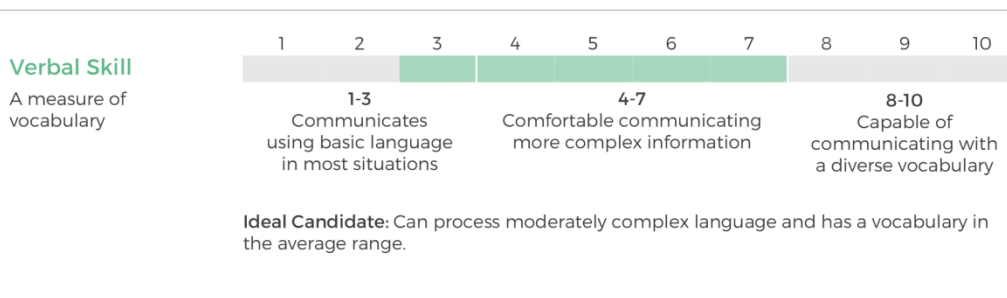 1 2 3 4 5 6 7 8 9 10
Verbal Skill
A measure of
vocabulary
1-3
Communicates
using basic language
in most situations
4-7
Comfortable communicating
more complex information
8-10
Capable of
communicating with
a diverse vocabulary
Ideal Candidate: Can process moderately complex language and has a vocabulary in
the average range.